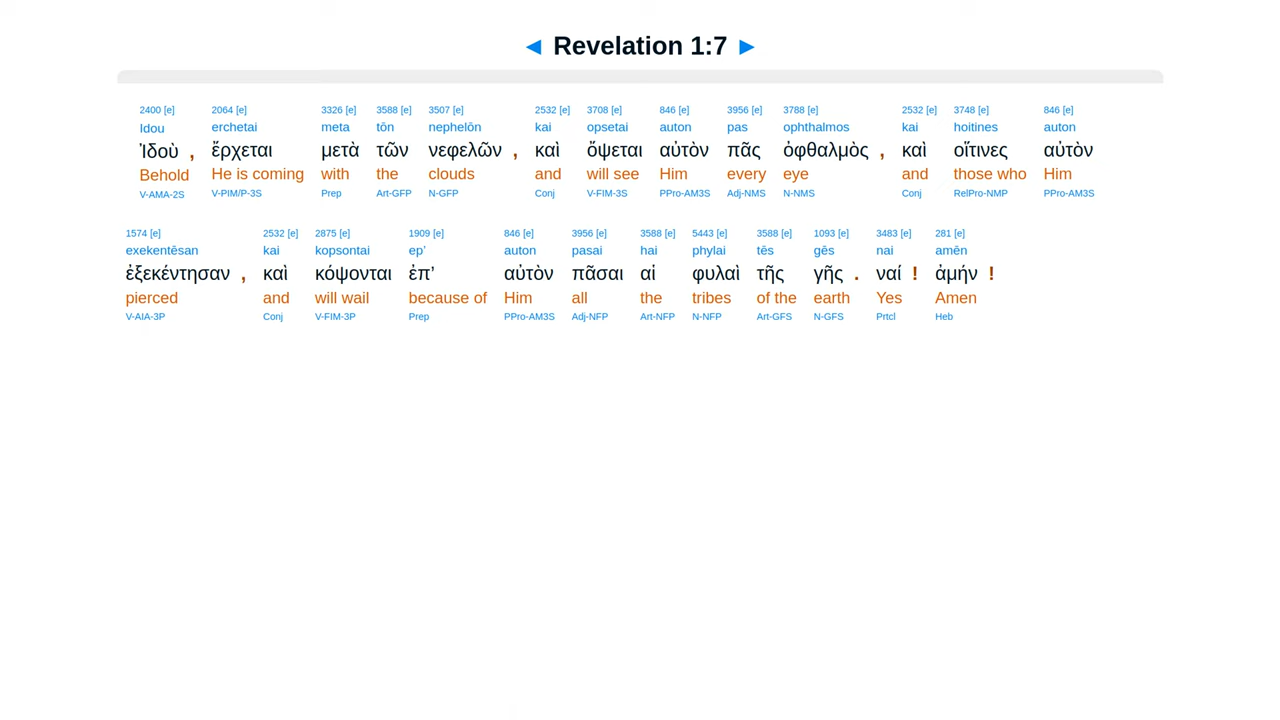 ◄ Revelation 1:7 ►
2400 [e] 2064 [e] 3326 [e] 3588 [e] 3507 [e] 2532 [e] 3708 [e] 846 [e] 3956 [e] 3788 [e] 2532 [e] 3748 [e] 846 [e]
Idou erchetai meta tōn nephelōn kai opsetai auton pas ophthalmos kai hoitines auton
Ἰδοὺ , ἔρχεται μετὰ τῶν νεφελῶν , καὶ ὄψεται αὐτὸν πᾶς ὀφθαλμὸς , καὶ οἵτινες αὐτὸν
Behold He is coming with the clouds and will see Him every eye and those who Him
V-AMA-2S V-PIM/P-3S Prep Art-GFP N-GFP Conj V-FIM-3S PPro-AM3S Adj-NMS N-NMS Conj RelPro-NMP PPro-AM3S
1574 [e] 2532 [e] 2875 [e] 1909 [e] 846 [e] 3956 [e] 3588 [e] 5443 [e] 3588 [e] 1093 [e] 3483 [e] 281 [e]
exekentēsan kai kopsontai ep’ auton pasai hai phylai tēs gēs nai amēn
ἐξεκέντησαν , καὶ κόψονται ἐπ’ αὐτὸν πᾶσαι αἱ φυλαὶ τῆς γῆς . ναί ! ἀμήν !
pierced and will wail because of Him all the tribes of the earth Yes Amen
V-AIA-3P Conj V-FIM-3P Prep PPro-AM3S Adj-NFP Art-NFP N-NFP Art-GFS N-GFS Prtcl Heb